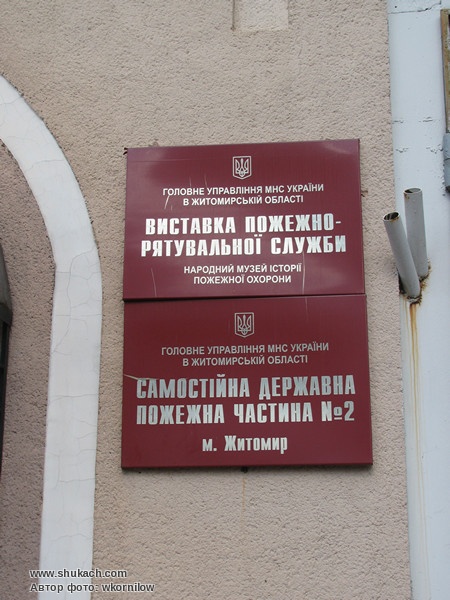 ГОЛОВНЕ УПРАВЛІННЯ МНС УКРАЇНИ
В ЖИТОМИРСЬКІЙ ОБЛАСТІ
ВИСТАВКА ПОЖЕЖНО-
РЯТУВАЛЬНОЇ СЛУЖБИ
НАРОДНИЙ МУЗЕЙ ІСТОРІЇ
ПОЖЕЖНОЇ ОХОРОНИ
ГОЛОВНЕ УПРАВЛІННЯ МНС УКРАЇНИ
В ЖИТОМИРСЬКІЙ ОБЛАСТІ
САМОСТІЙНА ДЕРЖАВНА
ПОЖЕЖНА ЧАСТИНА №2
м. Житомир
www.shukach.com
Автор фото: wkornilow